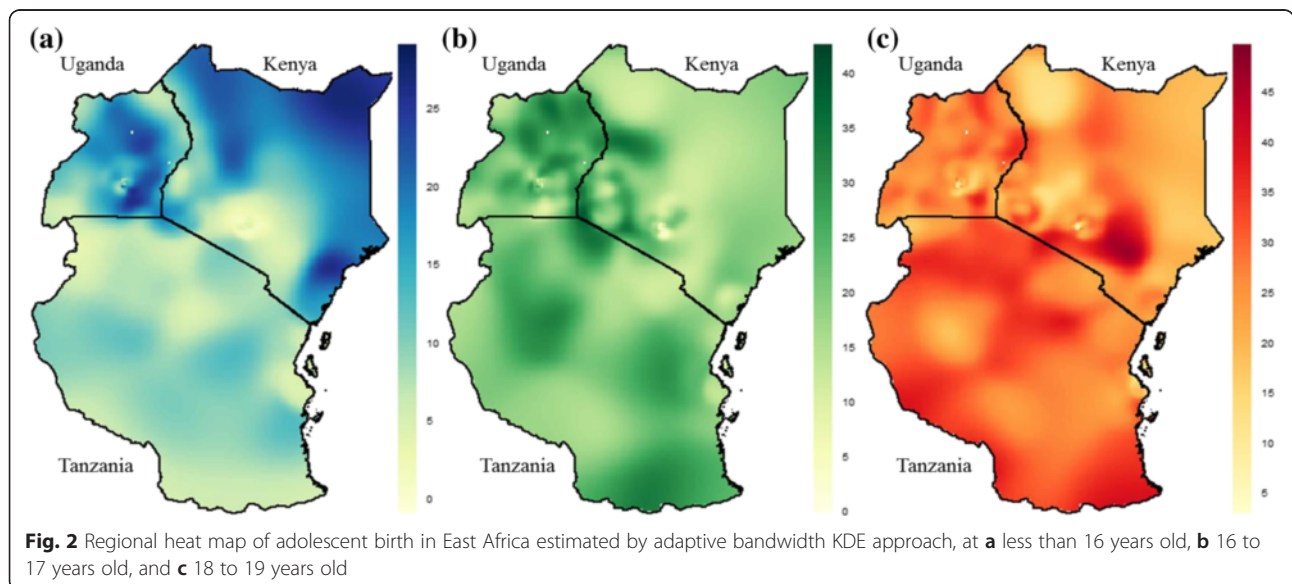 (a)
Uganda
Kenya
Tanzania
25
20
15
10
5
0
(b)
Uganda
Kenya
Tanzania
40
35
30
25
20
15
10
5
0
(c)
Uganda
Kenya
Tanzania
45
40
35
30
25
20
15
10
5
Fig. 2 Regional heat map of adolescent birth in East Africa estimated by adaptive bandwidth KDE approach, at a less than 16 years old, b 16 to
17 years old, and c 18 to 19 years old